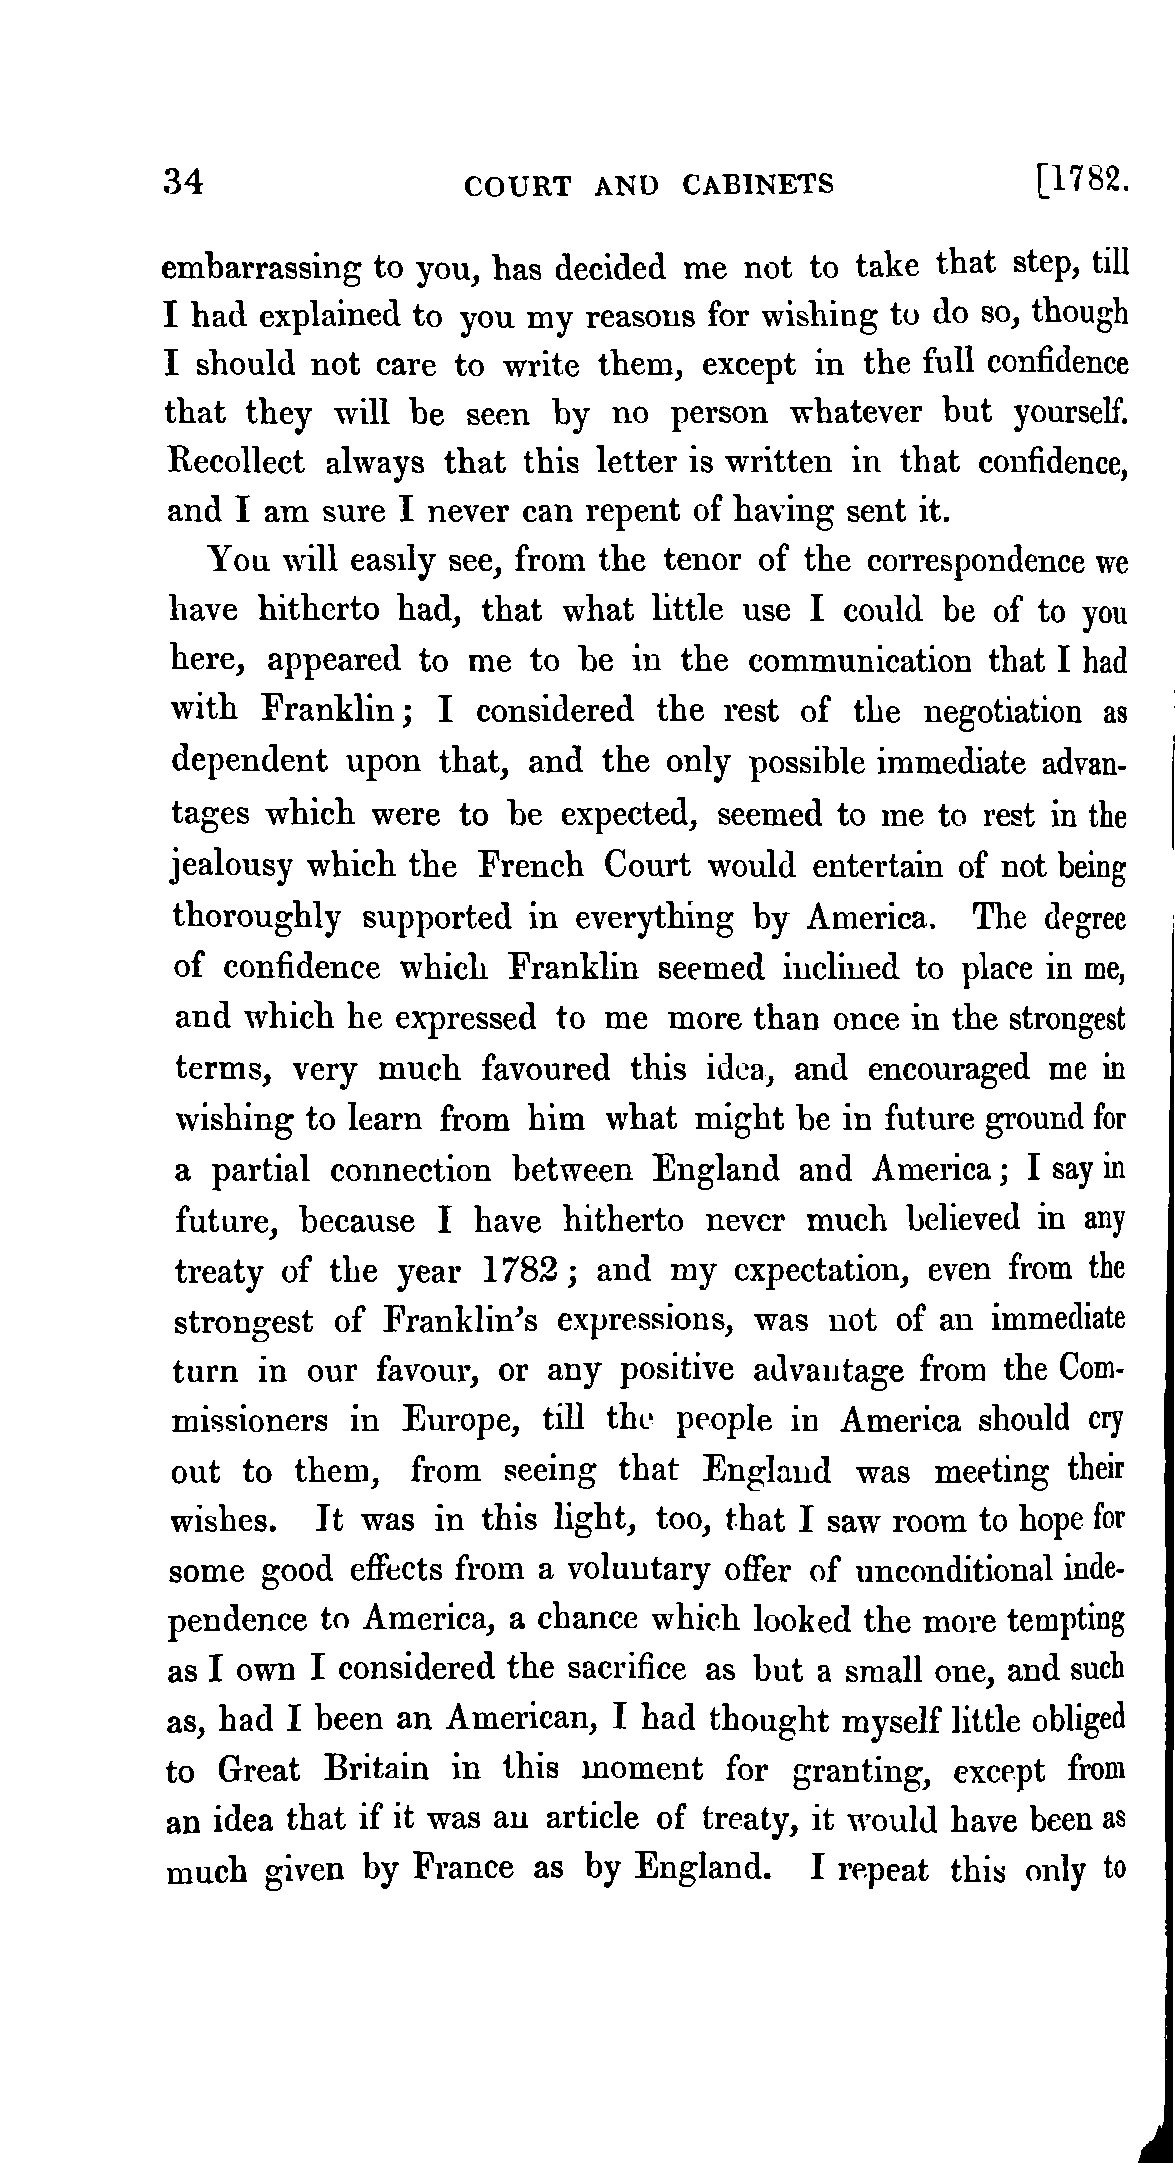 34 COURT AND CABINETS [1782.
embarrassing to you, has decided me not to take that step, till
I had explained to you my reasons for wishing to do so, though
I should not care to write them, except in the full confidence
that they will be seen by no person whatever but yourself.
Recollect always that this letter is written in that confidence,
and I am sure I never can repent of having sent it.
You will easily see, from the tenor of the correspondence we
have hitherto had, that what little use I could be of to you
here, appeared to me to be in the communication that I had
with Franklin; I considered the rest of the negotiation as
dependent upon that, and the only possible immediate advan-
tages which were to be expected, seemed to me to rest in the
jealousy which the French Court would entertain of not being
thoroughly supported in everything by America. The degree
of confidence which Franklin seemed inclined to place in me,
and which he expressed to me more than once in the strongest
terms, very much favoured this idea, and encouraged me in
wishing to learn from him what might be in future ground for
a partial connection between England and America; I say in
future, because I have hitherto never much believed in any
treaty of the year 1782; and my expectation, even from the
strongest of Franklin's expressions, was not of an immediate
turn in our favour, or any positive advantage from the Com-
missioners in Europe, till the people in America should cry
out to them, from seeing that England was meeting their
wishes. It was in this light, too, that I saw room to hope for
some good effects from a voluntary offer of unconditional inde-
pendence to America, a chance which looked the more tempting
as I own I considered the sacrifice as but a small one, and such
as, had I been an American, I had thought myself little obliged
to Great Britain in this moment for granting, except from
an idea that if it was an article of treaty, it would have been as
much given by France as by England. I repeat this only to